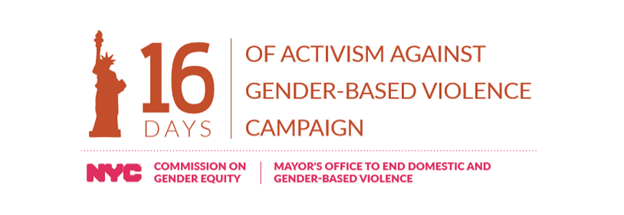 16
DAYS
OF ACTIVISM AGAINST
GENDER-BASED VIOLENCE
CAMPAIGN
NYC
COMMISSION ON
GENDER EQUITY
MAYOR'S OFFICE TO END DOMESTIC AND
GENDER-BASED VIOLENCE